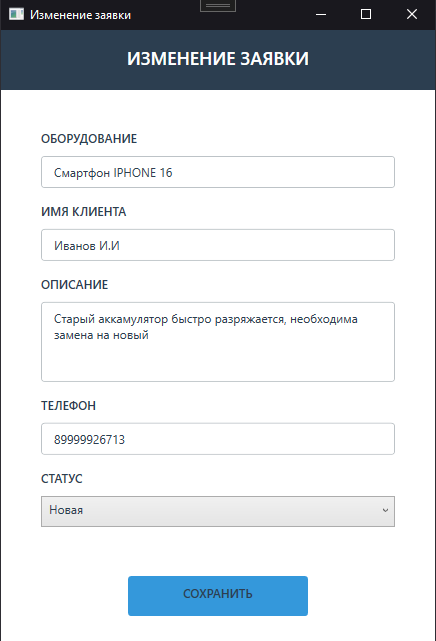 Изменение заявки
ИЗМЕНЕНИЕ ЗАЯВКИ
ОБОРУДОВАНИЕ
Смартфон IPHONE 16
ИМЯ КЛИЕНТА
Иванов И.И
ОПИСАНИЕ
Старый аккамулятор быстро разряжается, необходима
замена на новый
ТЕЛЕФОН
89999926713
СТАТУС
Новая
СОХРАНИТЬ